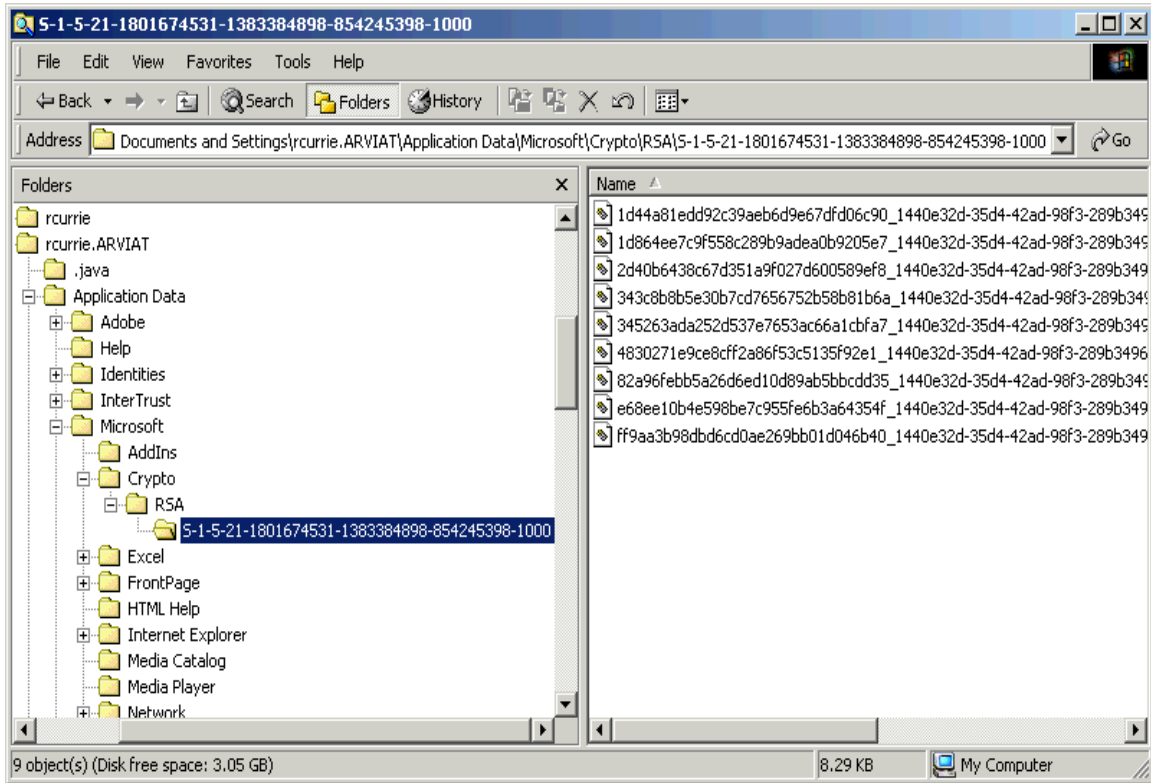 S-1-5-21-1801674531-1383384898-854245398-1000
File Edit View Favorites Tools Help
Back Search Folders History
Address Documents and Settings\rcurrie.ARVIAT\Application Data\Microsoft\Crypto\RSA\S-1-5-21-1801674531-1383384898-854245398-1000 Go
Folders
rcurrie
rcurrie.ARVIAT
.java
Application Data
Adobe
Help
Identities
InterTrust
Microsoft
AddIns
Crypto
RSA
S-1-5-21-1801674531-1383384898-854245398-1000
Excel
FrontPage
HTML Help
Internet Explorer
Media Catalog
Media Player
Network
Name
1d44a81edd92c39aeb6d9e67dfd06c90_1440e32d-35d4-42ad-98f3-289b349
1d864ee7c9f558c289b9adea0b9205e7_1440e32d-35d4-42ad-98f3-289b349
2d40b6438c67d351a9f027d600589ef8_1440e32d-35d4-42ad-98f3-289b349
343c8b8b5e30b7cd7656752b58b81b6a_1440e32d-35d4-42ad-98f3-289b349
345263ada252d537e7653ac66a1cbfa7_1440e32d-35d4-42ad-98f3-289b349
4830271e9ce8cff2a86f53c5135f92e1_1440e32d-35d4-42ad-98f3-289b3496
82a96febb5a26d6ed10d89ab5bbcdd35_1440e32d-35d4-42ad-98f3-289b349
e68ee10b4e598be7c955fe6b3a64354f_1440e32d-35d4-42ad-98f3-289b349
ff9aa3b98dbd6cd0ae269bb01d046b40_1440e32d-35d4-42ad-98f3-289b349
9 object(s) (Disk free space: 3.05 GB) 8.29 KB My Computer